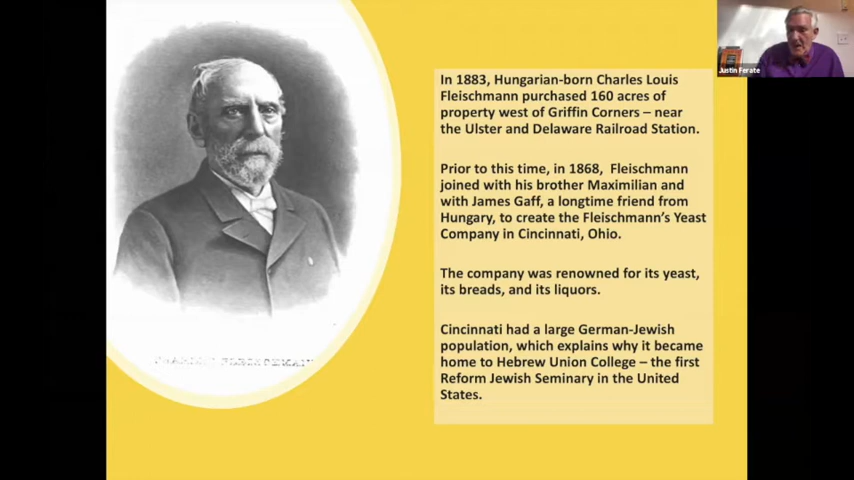 In 1883, Hungarian-born Charles Louis
Fleischmann purchased 160 acres of
property west of Griffin Corners – near
the Ulster and Delaware Railroad Station.
Prior to this time, in 1868, Fleischmann
joined with his brother Maximilian and
with James Gaff, a longtime friend from
Hungary, to create the Fleischmann's Yeast
Company in Cincinnati, Ohio.
The company was renowned for its yeast,
its breads, and its liquors.
Cincinnati had a large German-Jewish
population, which explains why it became
home to Hebrew Union College – the first
Reform Jewish Seminary in the United
States.
Justin Ferate